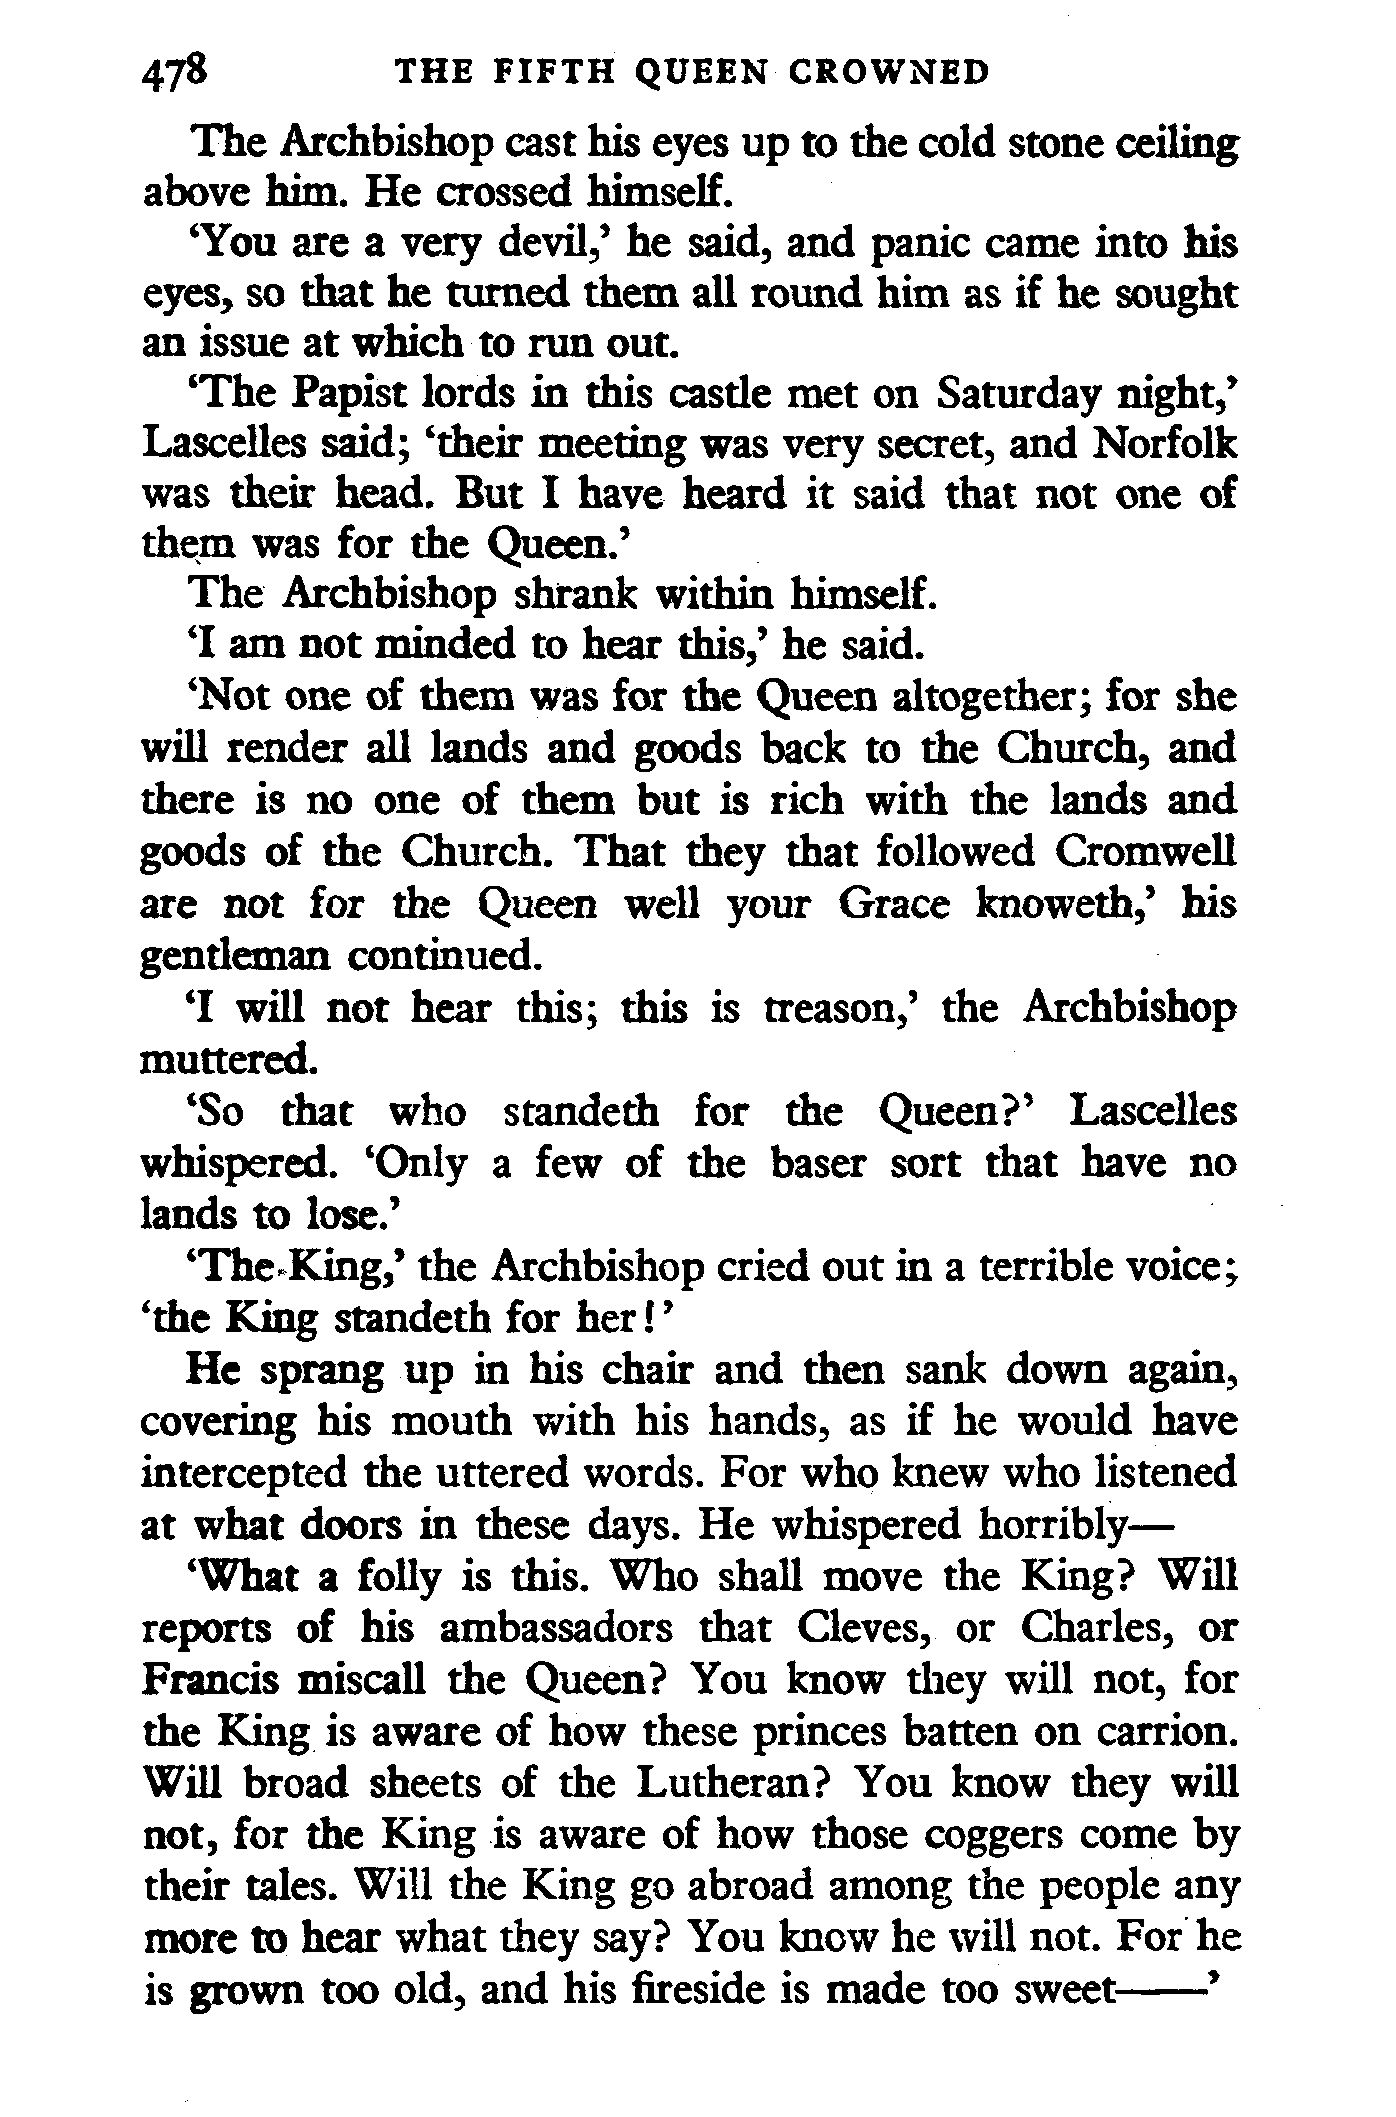 478 THE FIFTH QUEEN CROWNED
The Archbishop cast his eyes up to the cold stone ceiling
above him. He crossed himself.
‘You are a very devil,’ he said, and panic came into his
eyes, so that he turned them all round him as if he sought
an issue at which to run out.
‘The Papist lords in this castle met on Saturday night,’
Lascelles said; ‘their meeting was very secret, and Norfolk
was their head. But I have heard it said that not one of
them was for the Queen.’
The Archbishop shrank within himself.
‘I am not minded to hear this,’ he said.
‘Not one of them was for the Queen altogether; for she
will render all lands and goods back to the Church, and
there is no one of them but is rich with the lands and
goods of the Church. That they that followed Cromwell
are not for the Queen well your Grace knoweth,’ his
gentleman continued.
‘I will not hear this; this is treason,’ the Archbishop
muttered.
‘So that who standeth for the Queen?’ Lascelles
whispered. ‘Only a few of the baser sort that have no
lands to lose.’
‘The King,’ the Archbishop cried out in a terrible voice;
‘the King standeth for her!’
He sprang up in his chair and then sank down again,
covering his mouth with his hands, as if he would have
intercepted the uttered words. For who knew who listened
at what doors in these days. He whispered horribly—
‘What a folly is this. Who shall move the King? Will
reports of his ambassadors that Cleves, or Charles, or
Francis miscall the Queen? You know they will not, for
the King is aware of how these princes batten on carrion.
Will broad sheets of the Lutheran? You know they will
not, for the King is aware of how those coggers come by
their tales. Will the King go abroad among the people any
more to hear what they say? You know he will not. For he
is grown too old, and his fireside is made too sweet——’